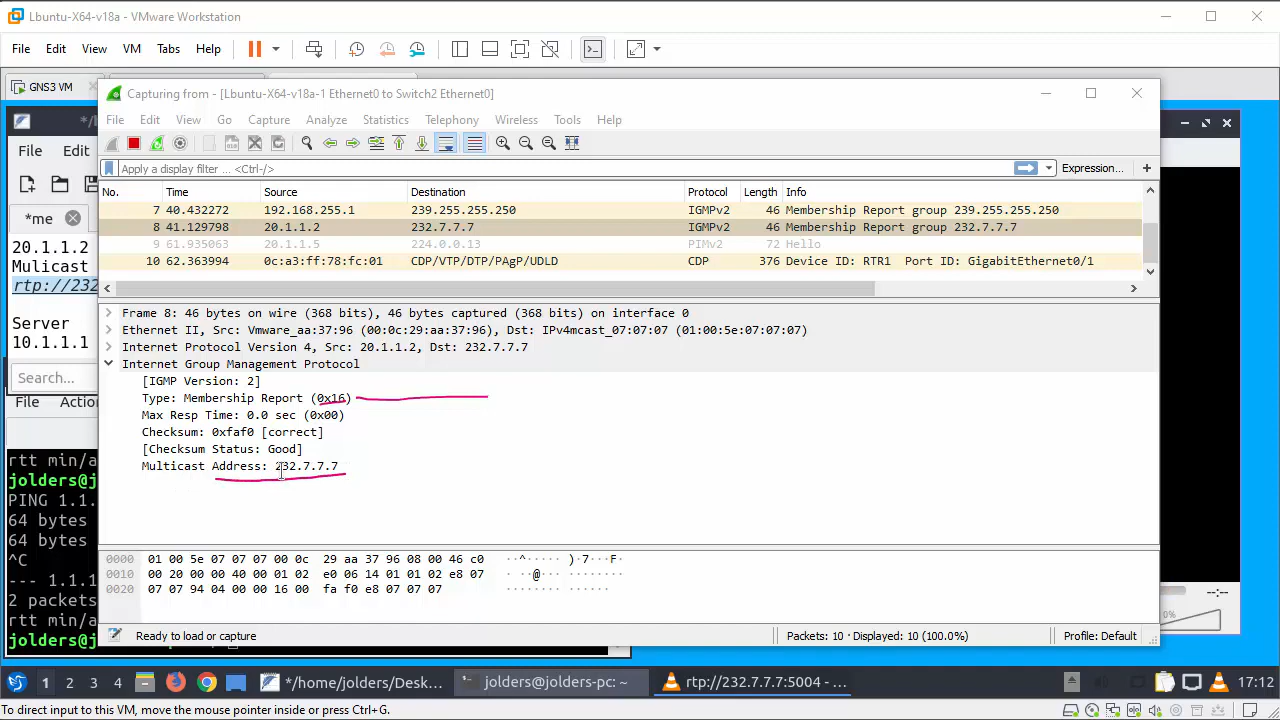 Lbuntu-X64-v18a - VMware Workstation
File Edit View VM Tabs Help
GNS3 VM
Capturing from - [Lbuntu-X64-v18a-1 Ethernet0 to Switch2 Ethernet0]
File Edit View Go Capture Analyze Statistics Telephony Wireless Tools Help
File Edit
Apply a display filter ... <Ctrl-/> Expression... +
No. Time Source Destination Protocol Length Info
7 40.432272 192.168.255.1 239.255.255.250 IGMPv2 46 Membership Report group 239.255.255.250
8 41.129798 20.1.1.2 232.7.7.7 IGMPv2 46 Membership Report group 232.7.7.7
9 61.935063 20.1.1.5 224.0.0.13 PIMv2 72 Hello
10 62.363994 0c:a3:ff:78:fc:01 CDP/VTP/DTP/PAgP/UDLD CDP 376 Device ID: RTR1 Port ID: GigabitEthernet0/1
*me
20.1.1.2
Mulicast
rtp://232
Server
10.1.1.1
Search...
File Action
Frame 8: 46 bytes on wire (368 bits), 46 bytes captured (368 bits) on interface 0
Ethernet II, Src: Vmware_aa:37:96 (00:0c:29:aa:37:96), Dst: IPv4mcast_07:07:07 (01:00:5e:07:07:07)
Internet Protocol Version 4, Src: 20.1.1.2, Dst: 232.7.7.7
Internet Group Management Protocol
[IGMP Version: 2]
Type: Membership Report (0x16)
Max Resp Time: 0.0 sec (0x00)
Checksum: 0xfaf0 [correct]
[Checksum Status: Good]
Multicast Address: 232.7.7.7
rtt min/a
jolders@
PING 1.1.
64 bytes
64 bytes
^C
--- 1.1.1
2 packets
rtt min/a
jolders@
0000 01 00 5e 07 07 07 00 0c 29 aa 37 96 08 00 46 c0 ··^····· )·7···F·
0010 00 20 00 00 40 00 01 02 e0 06 14 01 01 02 e8 07 · ··@··· ········
0020 07 07 94 04 00 00 16 00 fa f0 e8 07 07 07 ········ ······
Ready to load or capture Packets: 10 · Displayed: 10 (100.0%) Profile: Default
--:--
0%
1 2 3 4 */home/jolders/Desk... jolders@jolders-pc: ~ rtp://232.7.7.7:5004 - ... 17:12
To direct input to this VM, move the mouse pointer inside or press Ctrl+G.